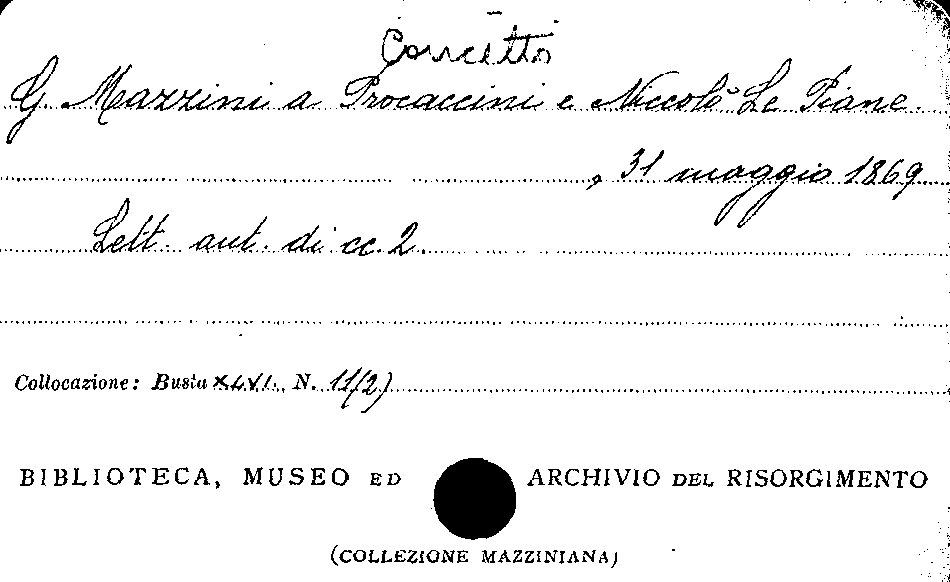 Concetto
G. Mazzini a Procaccini e Niccolò Le Piane
, 31 maggio 1869
Lett. aut. di cc. 2.
Collocazione: Busta XLVI. N. 11(2)
BIBLIOTECA, MUSEO ED ARCHIVIO DEL RISORGIMENTO
(COLLEZIONE MAZZINIANA)